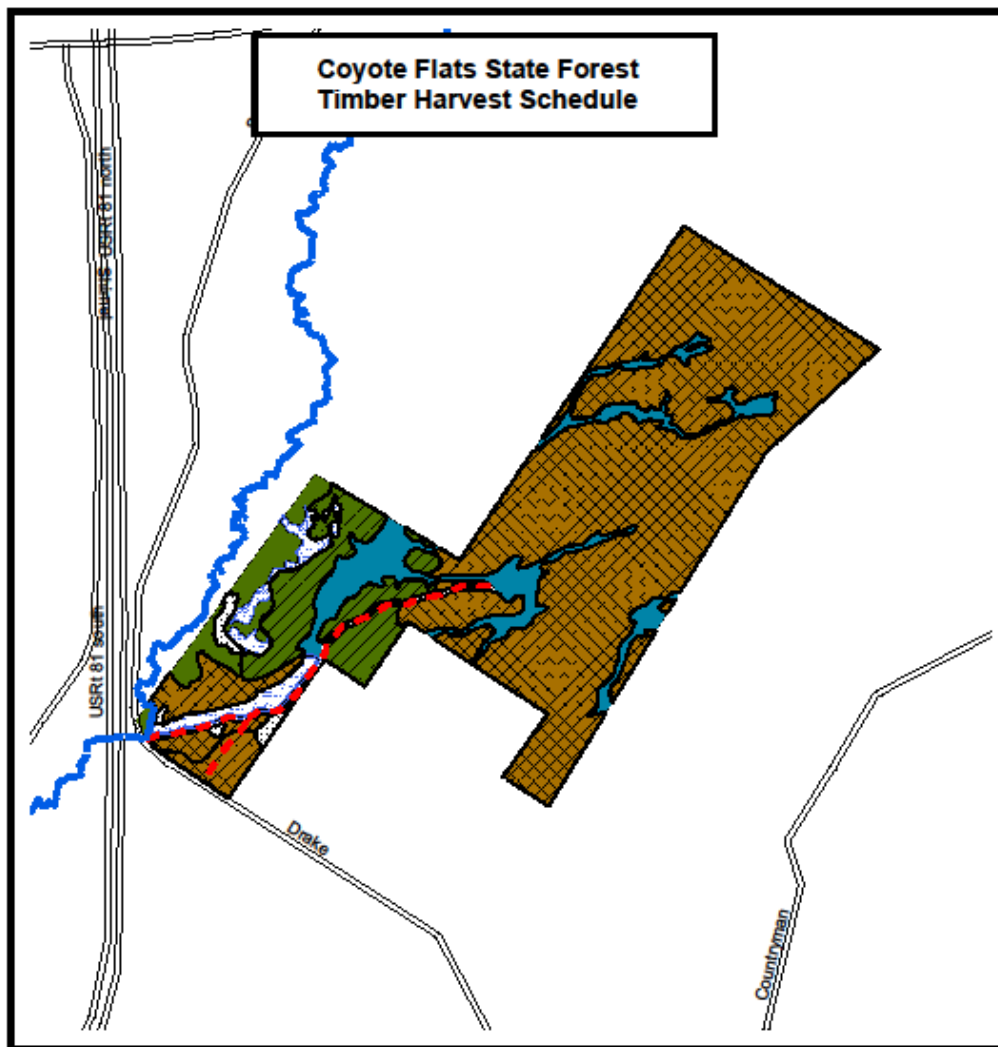 Coyote Flats State Forest
Timber Harvest Schedule
USRt 81 north
USRt 81 south
Drake
Countryman